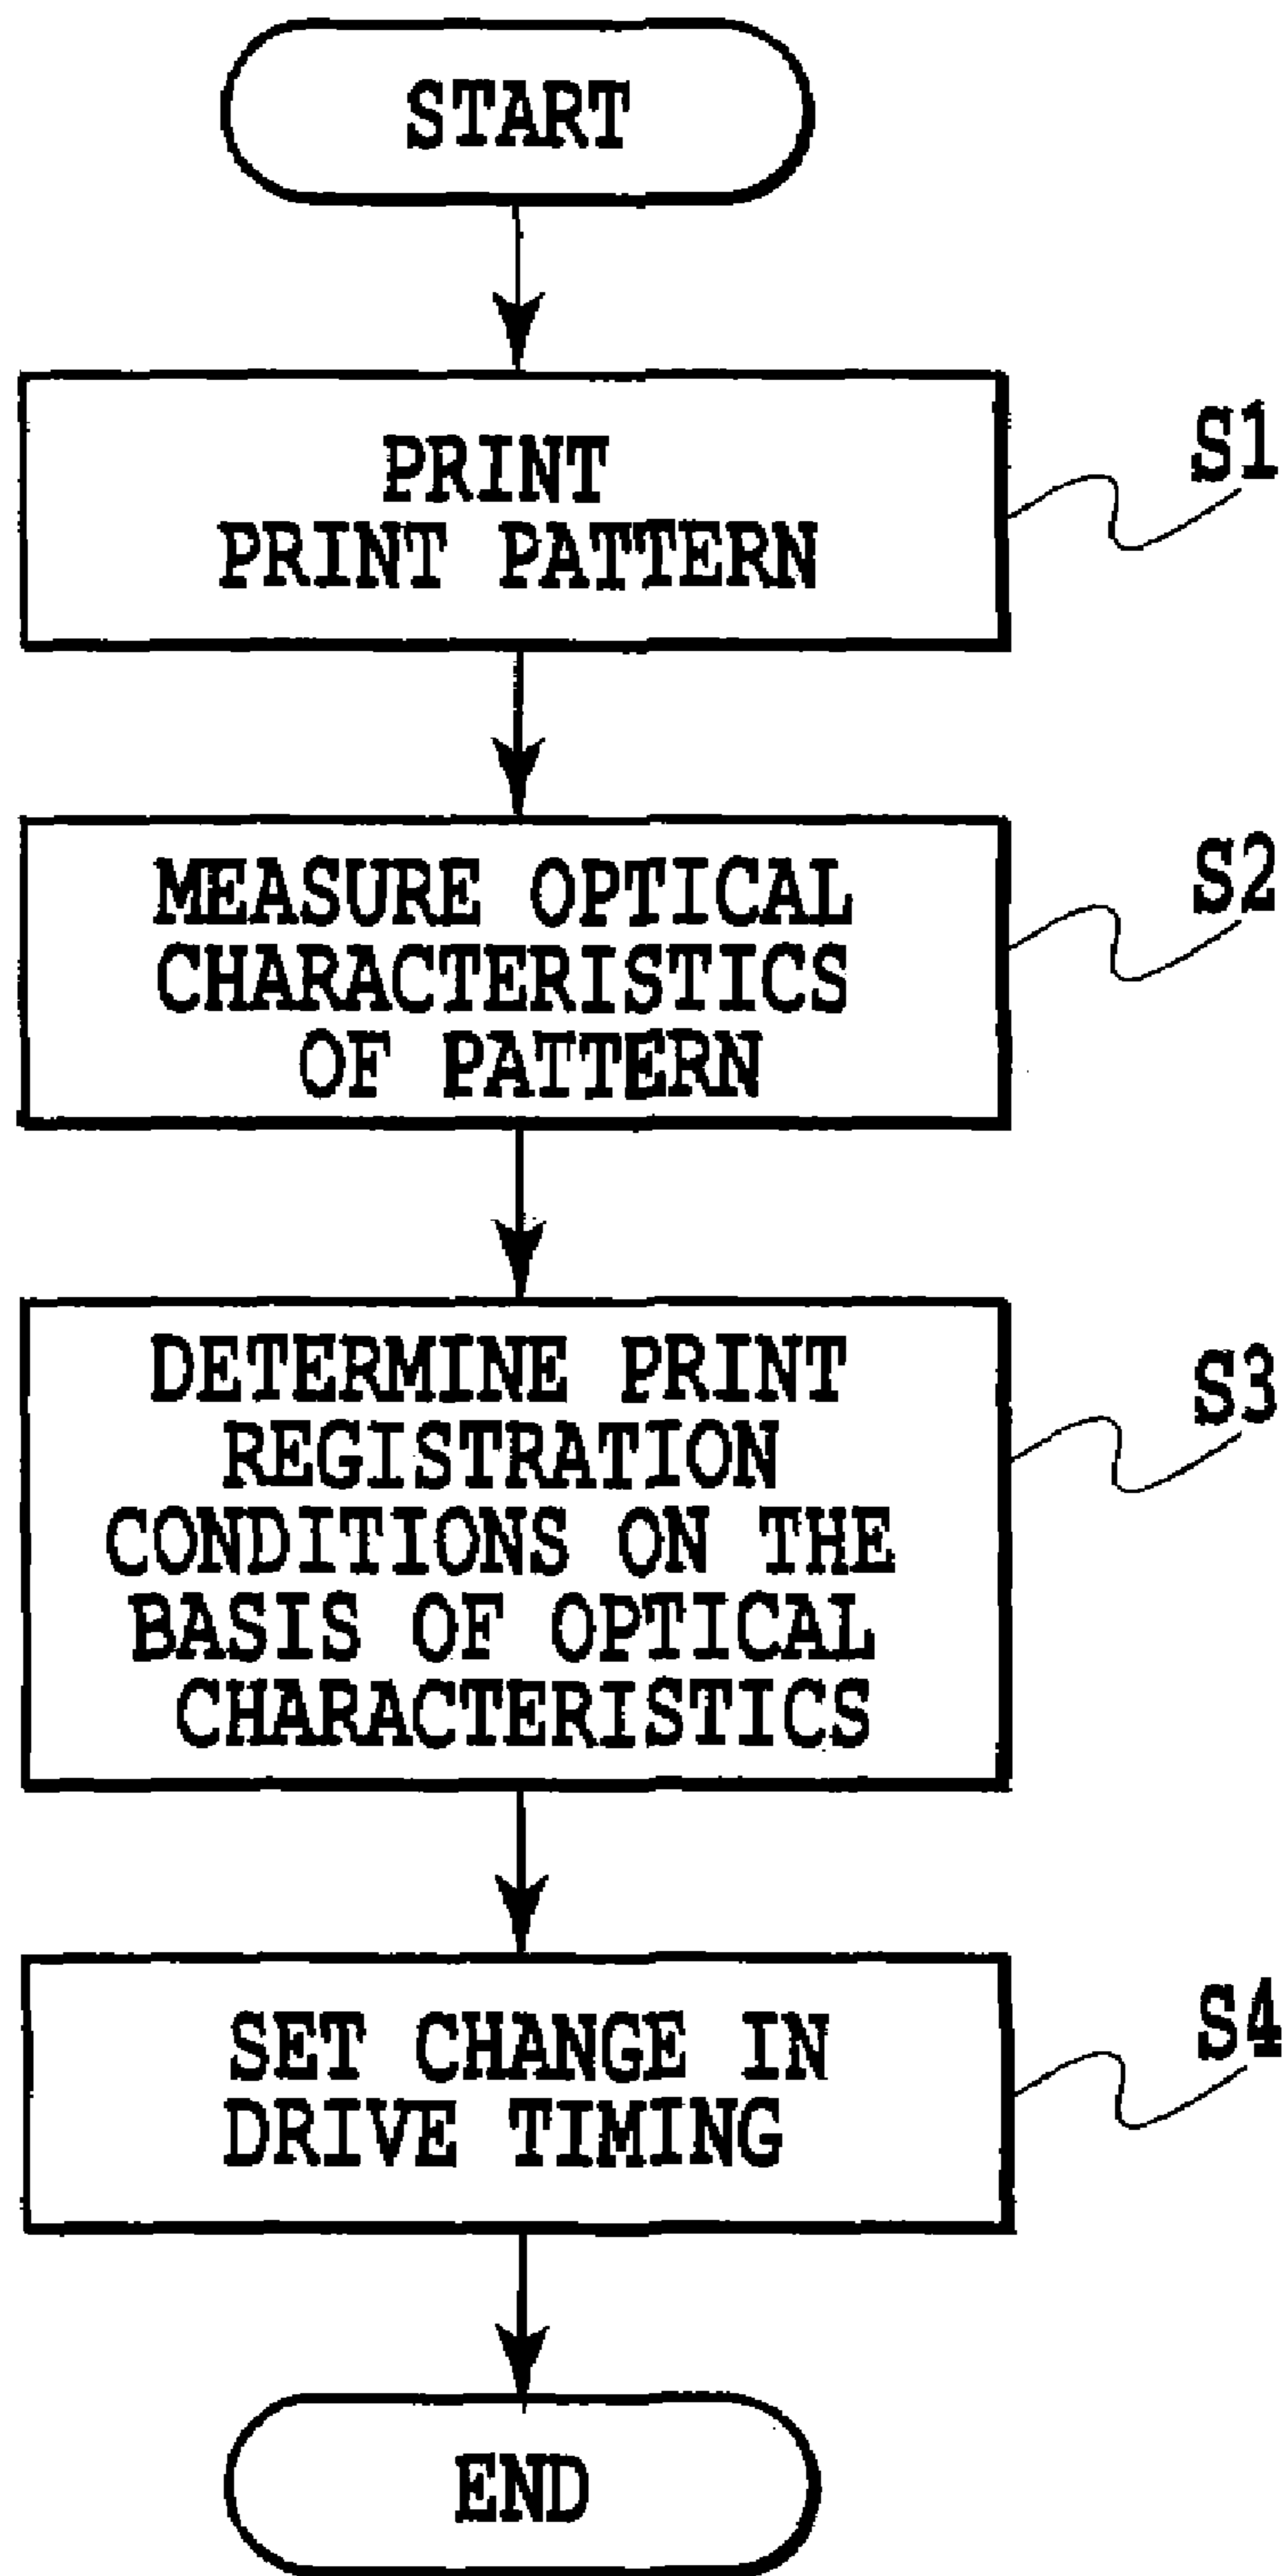 START
PRINT
PRINT PATTERN
S1
MEASURE OPTICAL
CHARACTERISTICS
OF PATTERN
S2
DETERMINE PRINT
REGISTRATION
CONDITIONS ON THE
BASIS OF OPTICAL
CHARACTERISTICS
S3
SET CHANGE IN
DRIVE TIMING
S4
END